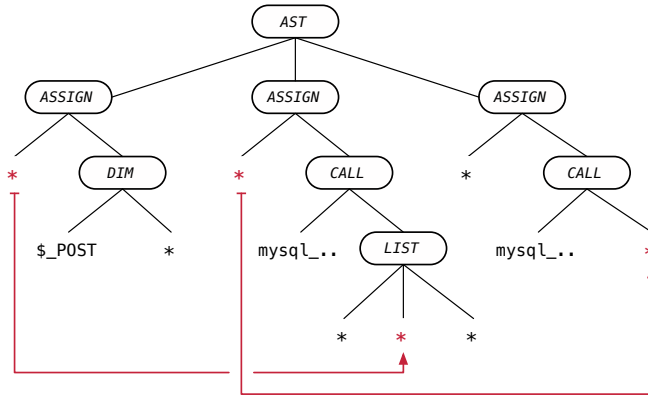 AST
ASSIGN ASSIGN ASSIGN
* DIM * CALL * CALL
$_POST * mysql_.. LIST mysql_.. *
* * *